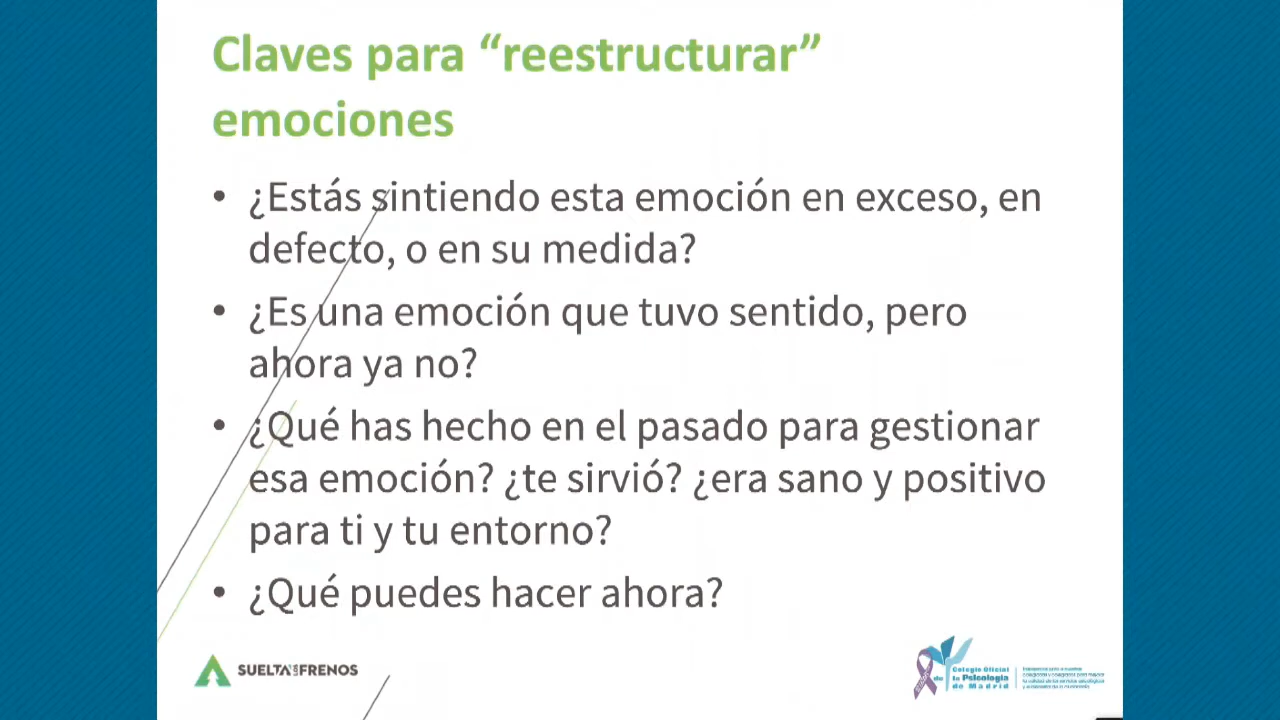 Claves para “reestructurar”
emociones
• ¿Estás sintiendo esta emoción en exceso, en
defecto, o en su medida?
• ¿Es una emoción que tuvo sentido, pero
ahora ya no?
• ¿Qué has hecho en el pasado para gestionar
esa emoción? ¿te sirvió? ¿era sano y positivo
para ti y tu entorno?
• ¿Qué puedes hacer ahora?
SUELTA LOS FRENOS
Colegio Oficial
de la Psicología
de Madrid